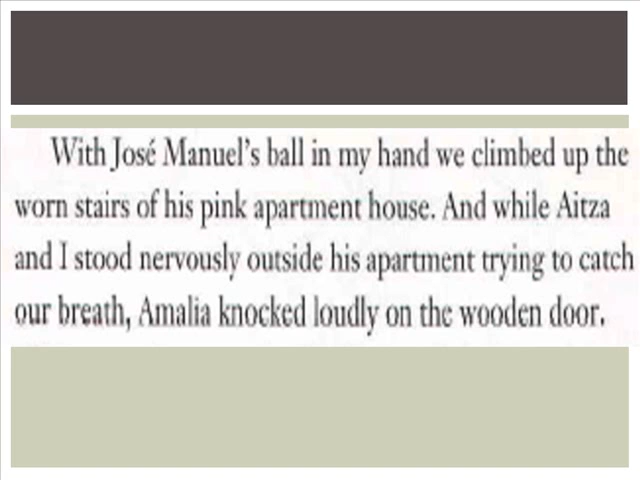 With José Manuel's ball in my hand we climbed up the
worn stairs of his pink apartment house. And while Aitza
and I stood nervously outside his apartment trying to catch
our breath, Amalia knocked loudly on the wooden door.